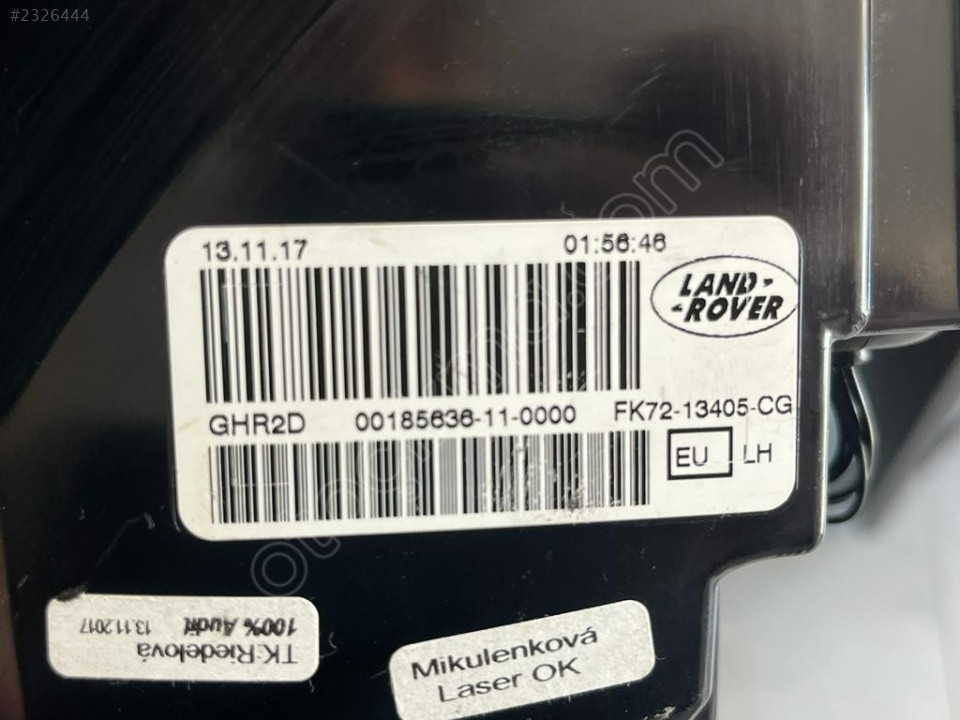 #2326444
13.11.17 01:56:46
LAND-
-ROVER
GHR2D 00185636-11-0000 FK72-13405-CG
EU LH
TK:Riedelová
100% Audit 13.11.2017
Mikulenková
Laser OK